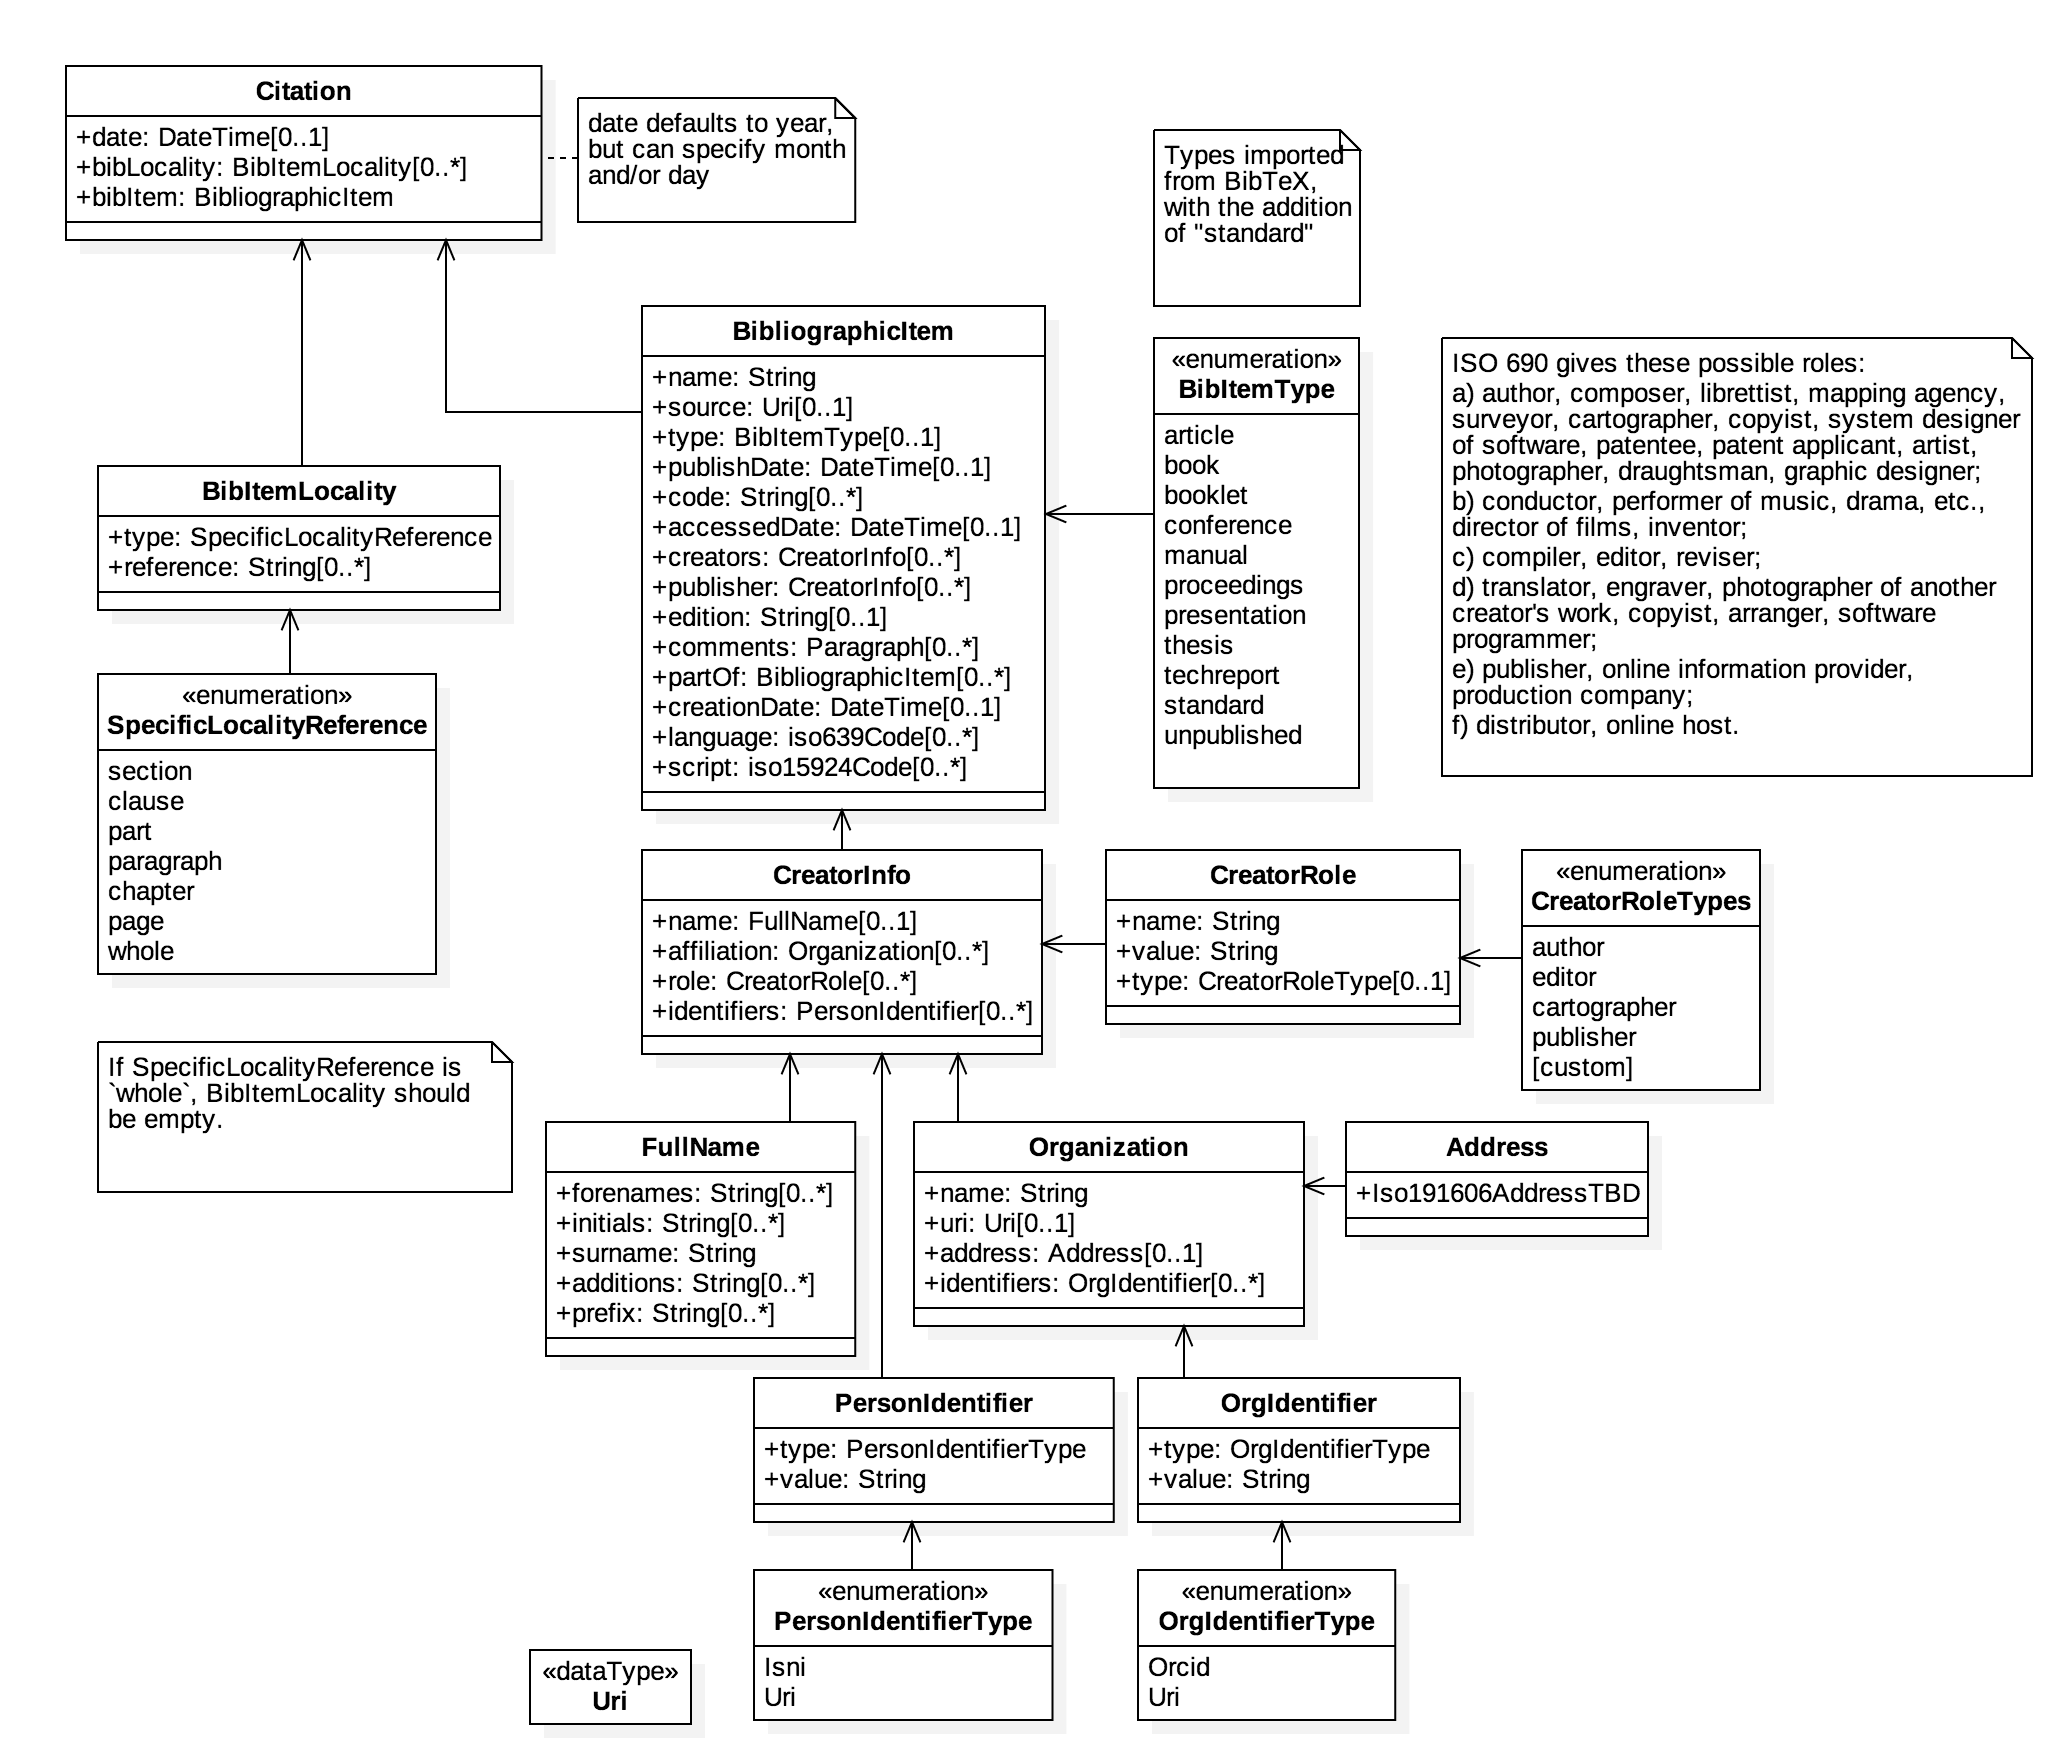 Citation
+date: DateTime[0..1]
+bibLocality: BibItemLocality[0..*]
+bibItem: BibliographicItem
date defaults to year,
but can specify month
and/or day
Types imported
from BibTeX,
with the addition
of "standard"
BibliographicItem
+name: String
+source: Uri[0..1]
+type: BibItemType[0..1]
+publishDate: DateTime[0..1]
+code: String[0..*]
+accessedDate: DateTime[0..1]
+creators: CreatorInfo[0..*]
+publisher: CreatorInfo[0..*]
+edition: String[0..1]
+comments: Paragraph[0..*]
+partOf: BibliographicItem[0..*]
+creationDate: DateTime[0..1]
+language: iso639Code[0..*]
+script: iso15924Code[0..*]
«enumeration»
BibItemType
article
book
booklet
conference
manual
proceedings
presentation
thesis
techreport
standard
unpublished
ISO 690 gives these possible roles:
a) author, composer, librettist, mapping agency,
surveyor, cartographer, copyist, system designer
of software, patentee, patent applicant, artist,
photographer, draughtsman, graphic designer;
b) conductor, performer of music, drama, etc.,
director of films, inventor;
c) compiler, editor, reviser;
d) translator, engraver, photographer of another
creator's work, copyist, arranger, software
programmer;
e) publisher, online information provider,
production company;
f) distributor, online host.
BibItemLocality
+type: SpecificLocalityReference
+reference: String[0..*]
«enumeration»
SpecificLocalityReference
section
clause
part
paragraph
chapter
page
whole
If SpecificLocalityReference is
`whole`, BibItemLocality should
be empty.
CreatorInfo
+name: FullName[0..1]
+affiliation: Organization[0..*]
+role: CreatorRole[0..*]
+identifiers: PersonIdentifier[0..*]
CreatorRole
+name: String
+value: String
+type: CreatorRoleType[0..1]
«enumeration»
CreatorRoleTypes
author
editor
cartographer
publisher
[custom]
FullName
+forenames: String[0..*]
+initials: String[0..*]
+surname: String
+additions: String[0..*]
+prefix: String[0..*]
Organization
+name: String
+uri: Uri[0..1]
+address: Address[0..1]
+identifiers: OrgIdentifier[0..*]
Address
+Iso191606AddressTBD
PersonIdentifier
+type: PersonIdentifierType
+value: String
OrgIdentifier
+type: OrgIdentifierType
+value: String
«enumeration»
PersonIdentifierType
Isni
Uri
«enumeration»
OrgIdentifierType
Orcid
Uri
«dataType»
Uri